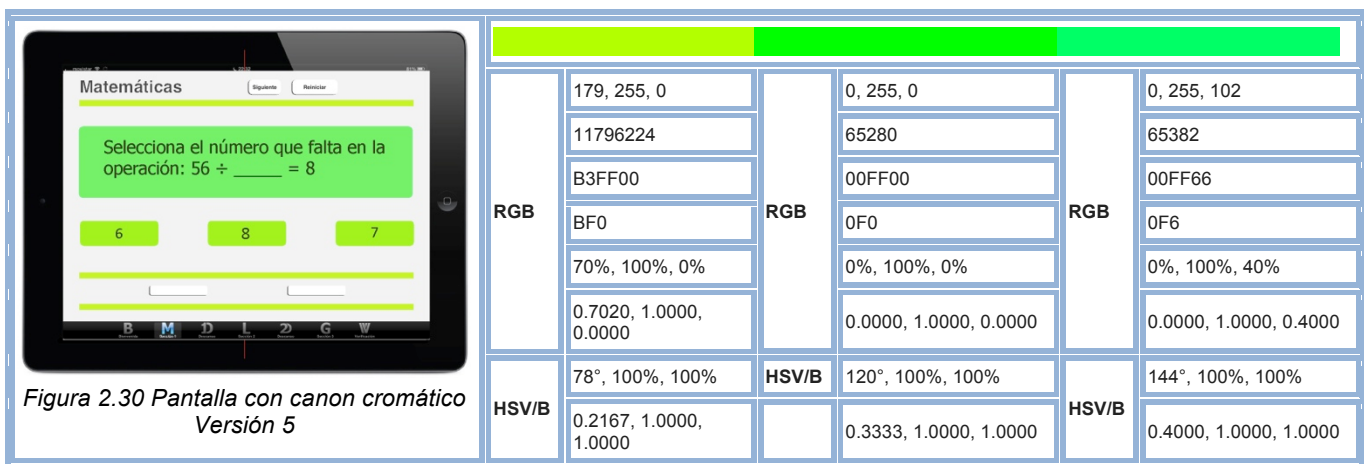 Matemáticas
Siguiente
Reiniciar
Selecciona el número que falta en la
operación: 56 ÷ _____ = 8
6
8
7
B
M
D
L
D
G
W
Figura 2.30 Pantalla con canon cromático
Versión 5
RGB
179, 255, 0
11796224
B3FF00
BF0
70%, 100%, 0%
0.7020, 1.0000,
0.0000
HSV/B
78°, 100%, 100%
0.2167, 1.0000,
1.0000
RGB
0, 255, 0
65280
00FF00
0F0
0%, 100%, 0%
0.0000, 1.0000, 0.0000
HSV/B
120°, 100%, 100%
0.3333, 1.0000, 1.0000
RGB
0, 255, 102
65382
00FF66
0F6
0%, 100%, 40%
0.0000, 1.0000, 0.4000
HSV/B
144°, 100%, 100%
0.4000, 1.0000, 1.0000